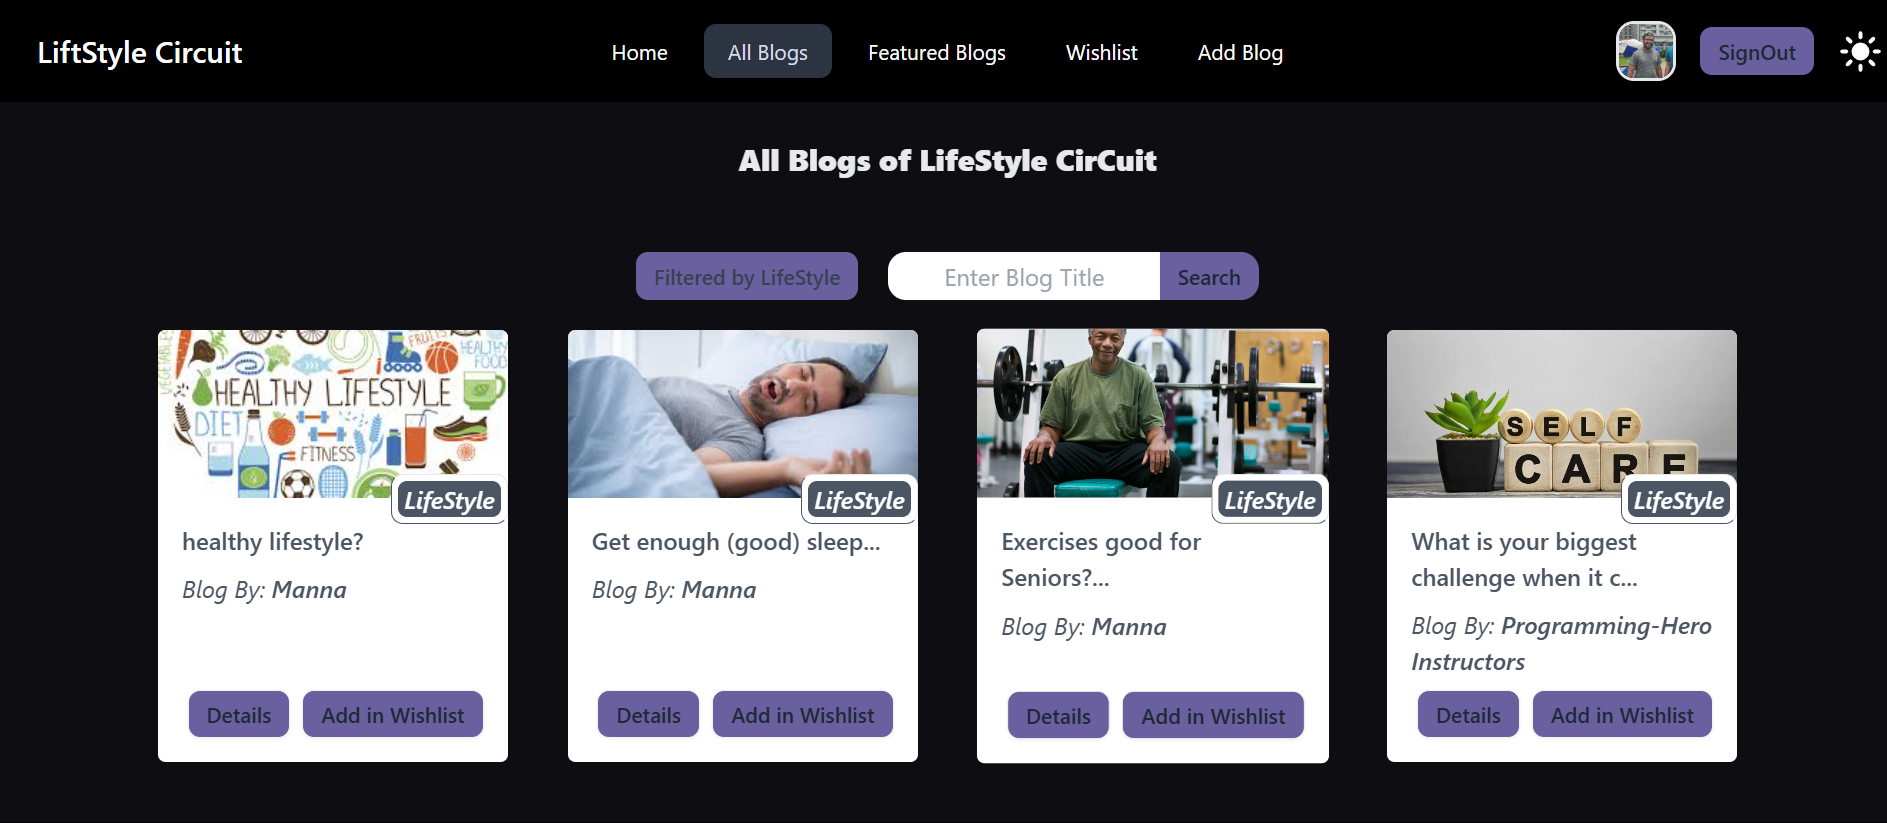 LiftStyle Circuit
Home
All Blogs
Featured Blogs
Wishlist
Add Blog
SignOut
All Blogs of LifeStyle CirCuit
Filtered by LifeStyle
Enter Blog Title
Search
VEGETABLES
FRUITS
HEALTHY
FOOD
HEALTHY LIFESTYLE
DIET
FITNESS
LifeStyle
healthy lifestyle?
Blog By: Manna
Details
Add in Wishlist
LifeStyle
Get enough (good) sleep...
Blog By: Manna
Details
Add in Wishlist
LifeStyle
Exercises good for
Seniors?...
Blog By: Manna
Details
Add in Wishlist
SELF
CARE
LifeStyle
What is your biggest
challenge when it c...
Blog By: Programming-Hero
Instructors
Details
Add in Wishlist